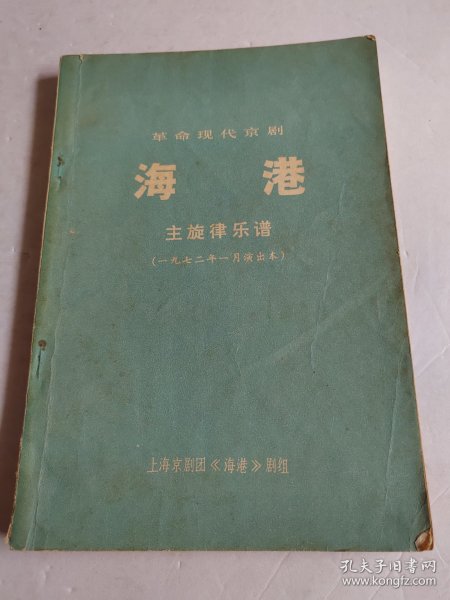 革命现代京剧
海 港
主旋律乐谱
(一九七二年一月演出本)
上海京剧团《海港》剧组
孔夫子旧书网
www.kongfz.com